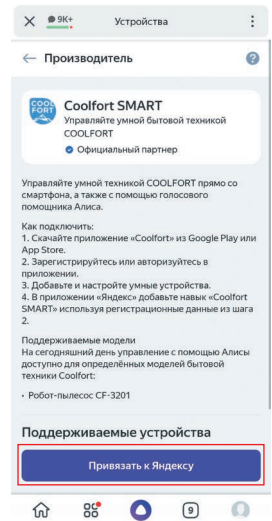 9K+
Устройства
Производитель
?
COOL
FORT
Coolfort SMART
Управляйте умной бытовой техникой
COOLFORT
Официальный партнер
Управляйте умной техникой COOLFORT прямо со
смартфона, а также с помощью голосового
помощника Алиса.
Как подключить:
1. Скачайте приложение «Coolfort» из Google Play или
App Store.
2. Зарегистрируйтесь или авторизуйтесь в
приложении.
3. Добавьте и настройте умные устройства.
4. В приложении «Яндекс» добавьте навык «Coolfort
SMART» используя регистрационные данные из шага
2.
Поддерживаемые модели
На сегодняшний день управление с помощью Алисы
доступно для определённых моделей бытовой
техники Coolfort:
• Робот-пылесос CF-3201
Поддерживаемые устройства
Привязать к Яндексу
9